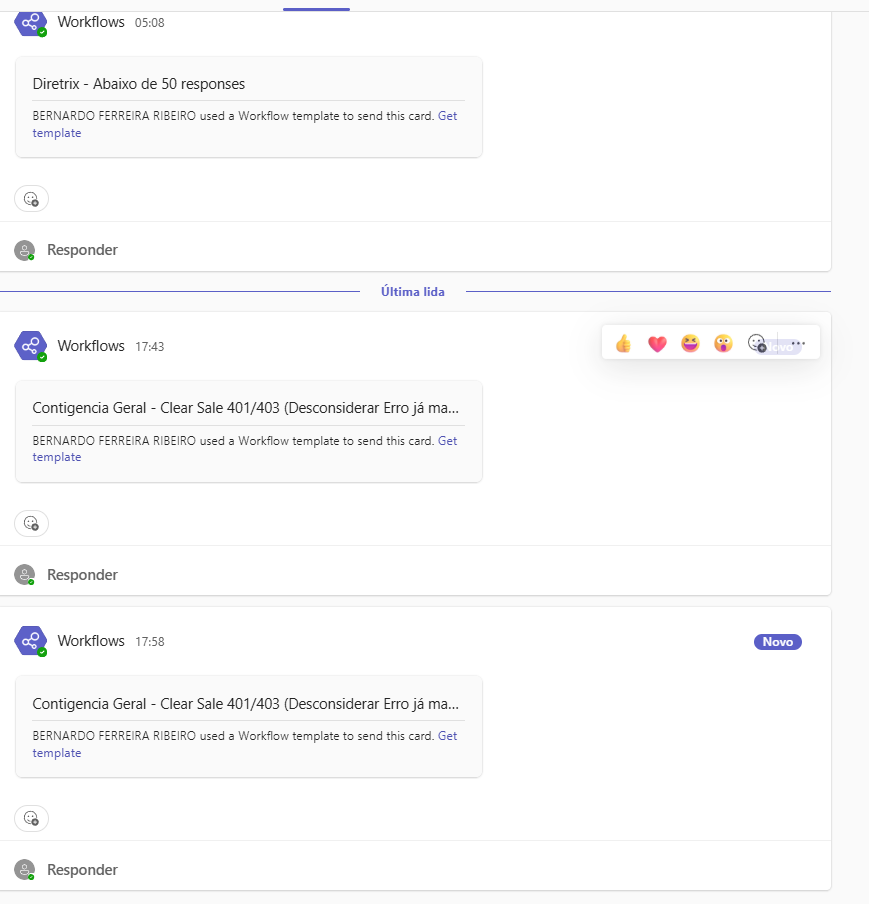 Workflows 05:08
Diretrix - Abaixo de 50 responses
BERNARDO FERREIRA RIBEIRO used a Workflow template to send this card. Get
template
Responder
Última lida
Workflows 17:43
Novo
Contigencia Geral - Clear Sale 401/403 (Desconsiderar Erro já ma...
BERNARDO FERREIRA RIBEIRO used a Workflow template to send this card. Get
template
Responder
Workflows 17:58
Novo
Contigencia Geral - Clear Sale 401/403 (Desconsiderar Erro já ma...
BERNARDO FERREIRA RIBEIRO used a Workflow template to send this card. Get
template
Responder